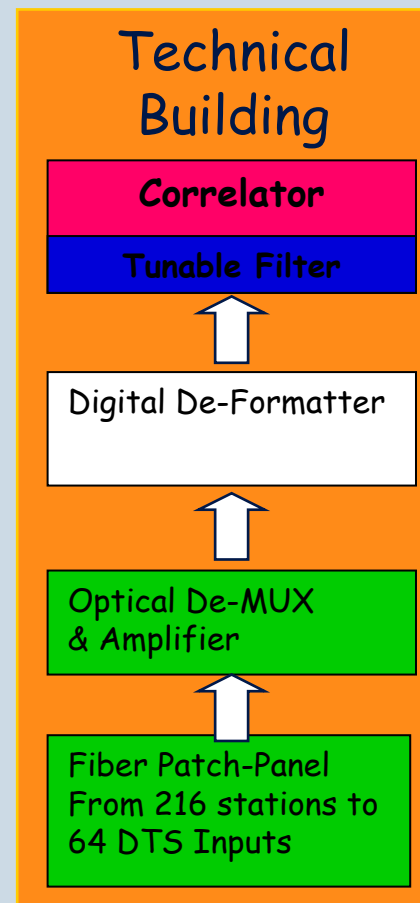 Technical
Building
Correlator
Tunable Filter
Digital De-Formatter
Optical De-MUX
& Amplifier
Fiber Patch-Panel
From 216 stations to
64 DTS Inputs